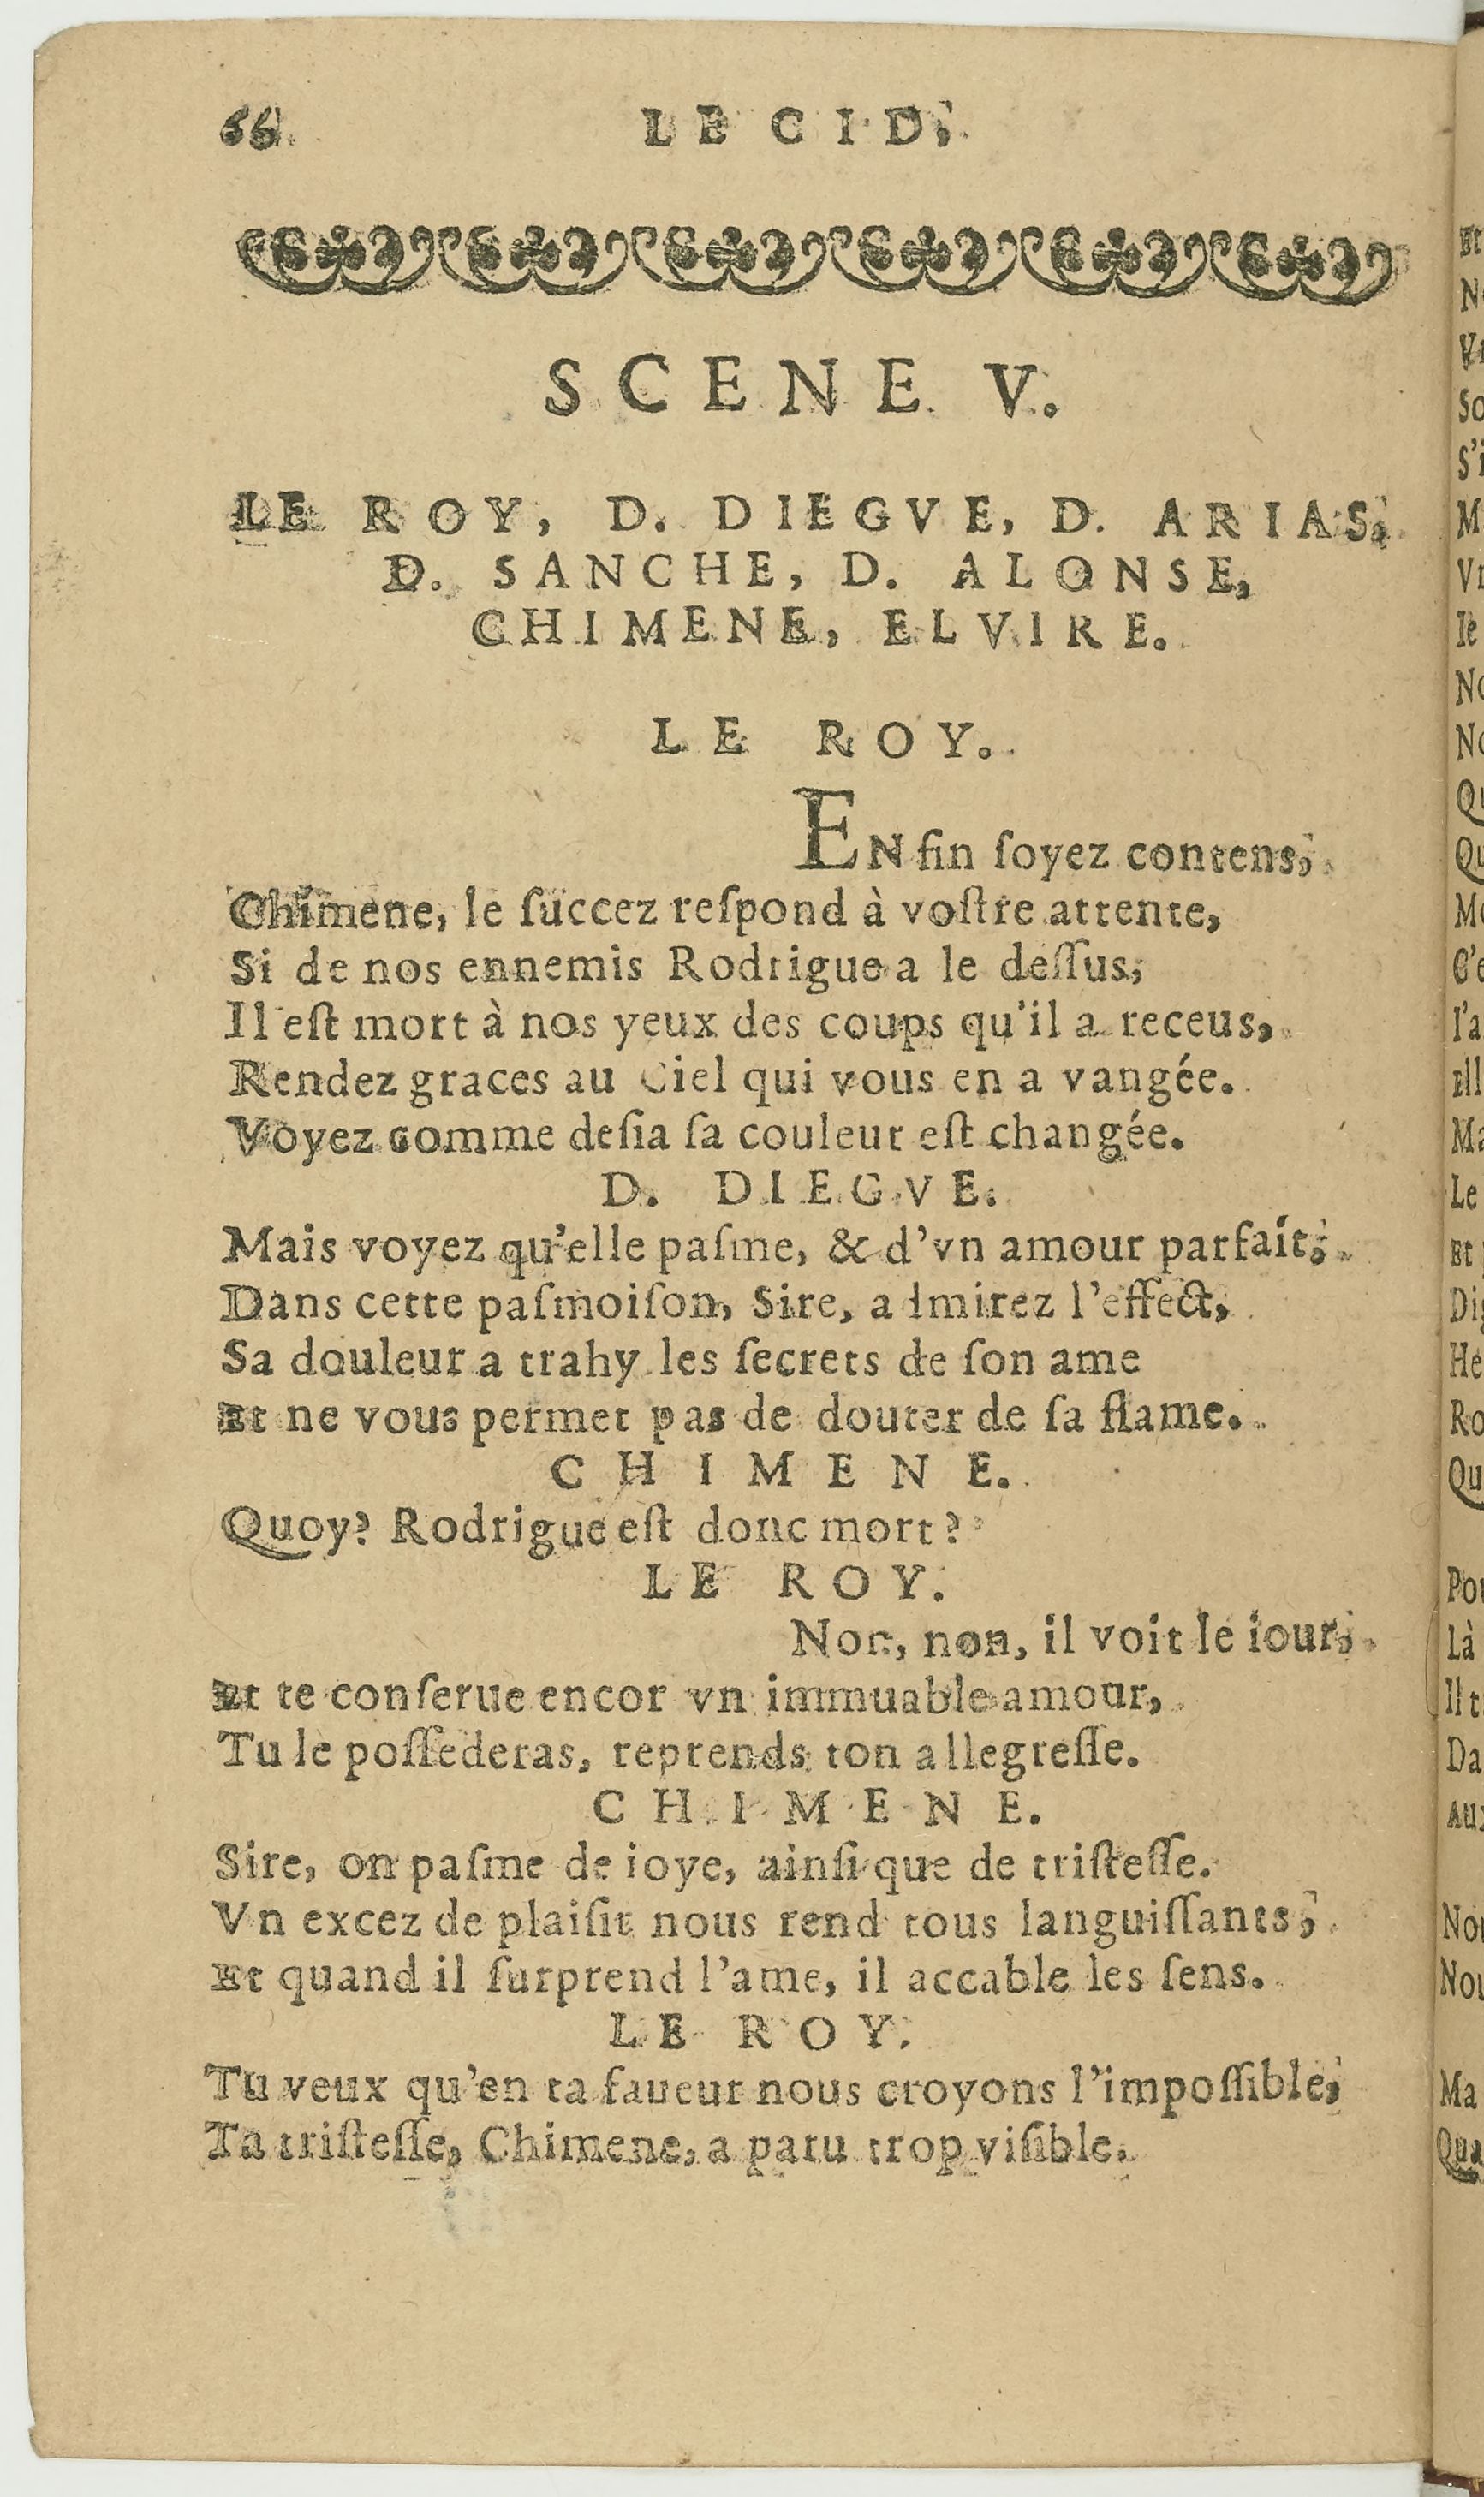 66. LE CID,
SCENE V.
LE ROY, D. DIEGVE, D. ARIAS,
D. SANCHE, D. ALONSE,
CHIMENE, ELVIRE.
LE ROY.
ENfin ſoyez contens,
Chimene, le ſuccez reſpond à voſtre attente,
Si de nos ennemis Rodrigue a le deſſus,
Il eſt mort à nos yeux des coups qu'il a receus,
Rendez graces au Ciel qui vous en a vangée.
Voyez comme deſia ſa couleur eſt changée.
D. DIEGVE.
Mais voyez qu'elle paſme, & d'vn amour parfait,
Dans cette paſmoiſon, Sire, admirez l'effect,
Sa douleur a trahy les ſecrets de ſon ame
Et ne vous permet pas de douter de ſa flame.
CHIMENE.
Quoy? Rodrigue eſt donc mort?
LE ROY.
Non, non, il voit le iour,
Et te conſerue encor vn immuable amour,
Tu le poſſederas, reprends ton allegreſſe.
CHIMENE.
Sire, on paſme de ioye, ainſi que de triſteſſe.
Vn excez de plaiſir nous rend tous languiſſants,
Et quand il ſurprend l'ame, il accable les ſens.
LE ROY.
Tu veux qu'en ta faueur nous croyons l'impoſſible,
Ta triſteſſe, Chimene, a paru trop viſible.